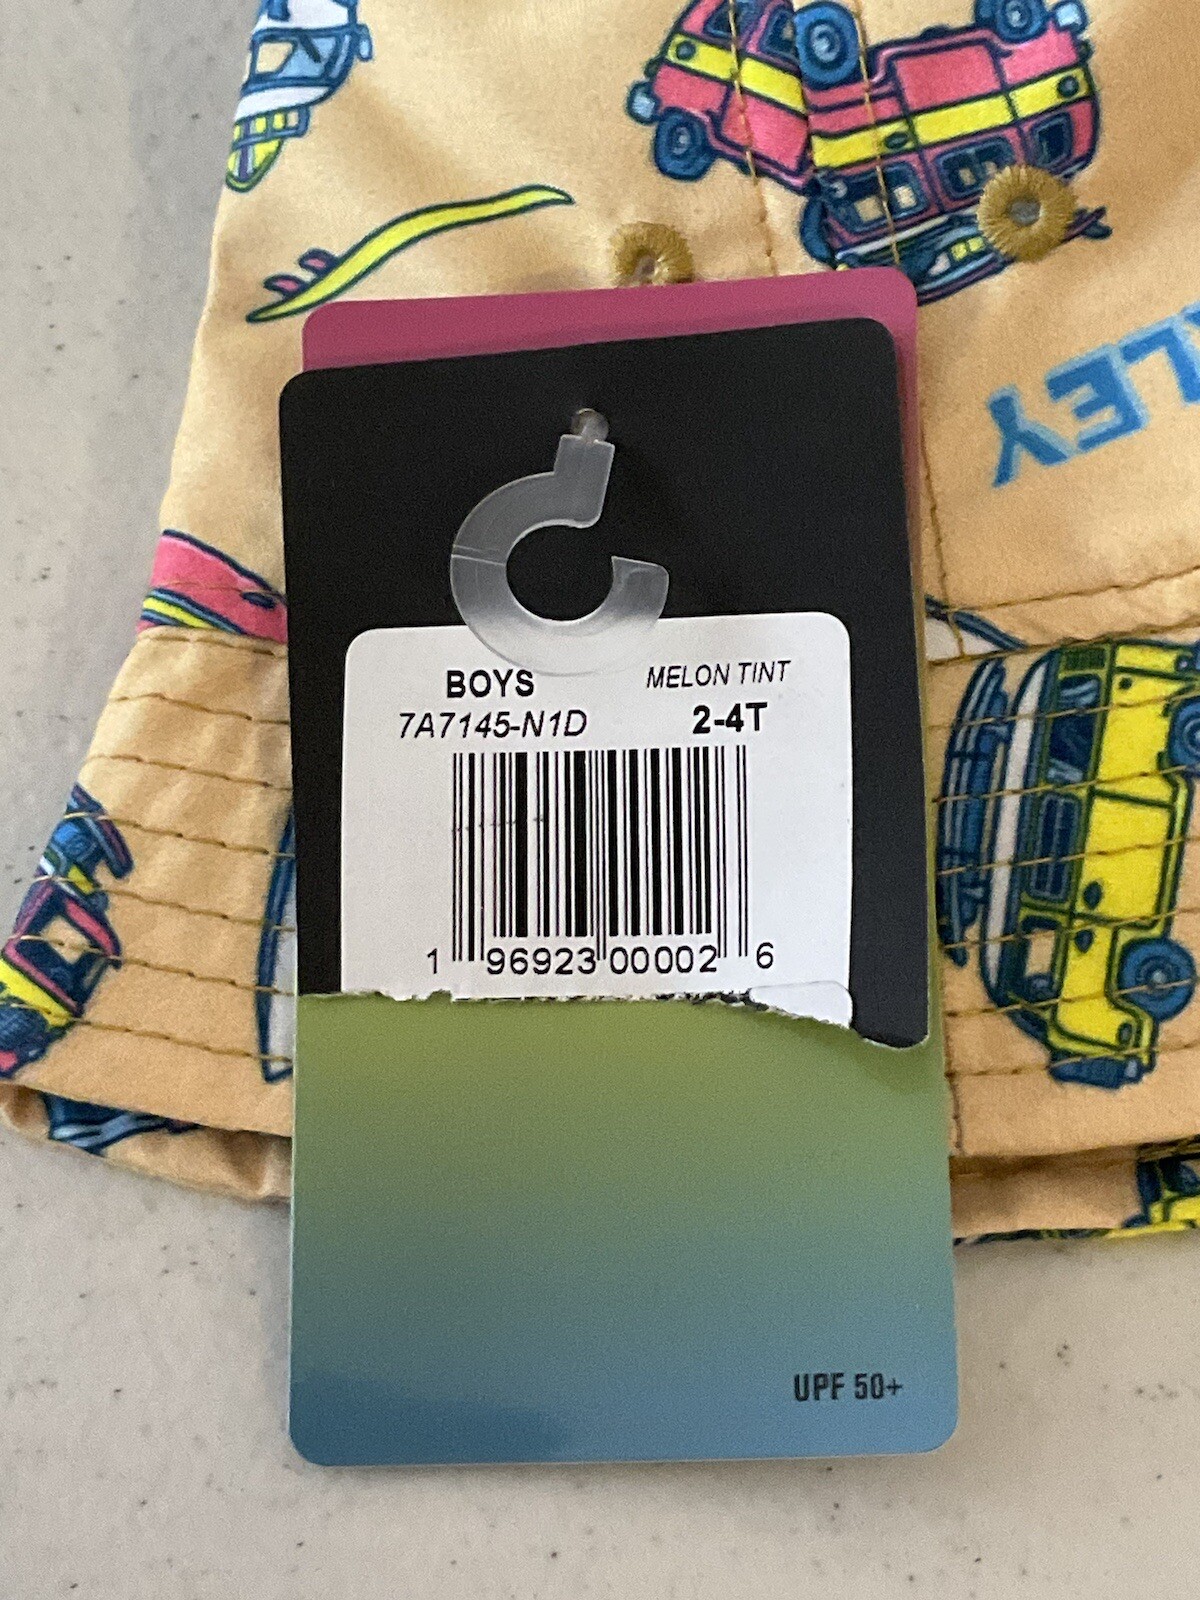 LEY
BOYS MELON TINT
7A7145-N1D 2-4T
1 96923 00002 6
UPF 50+